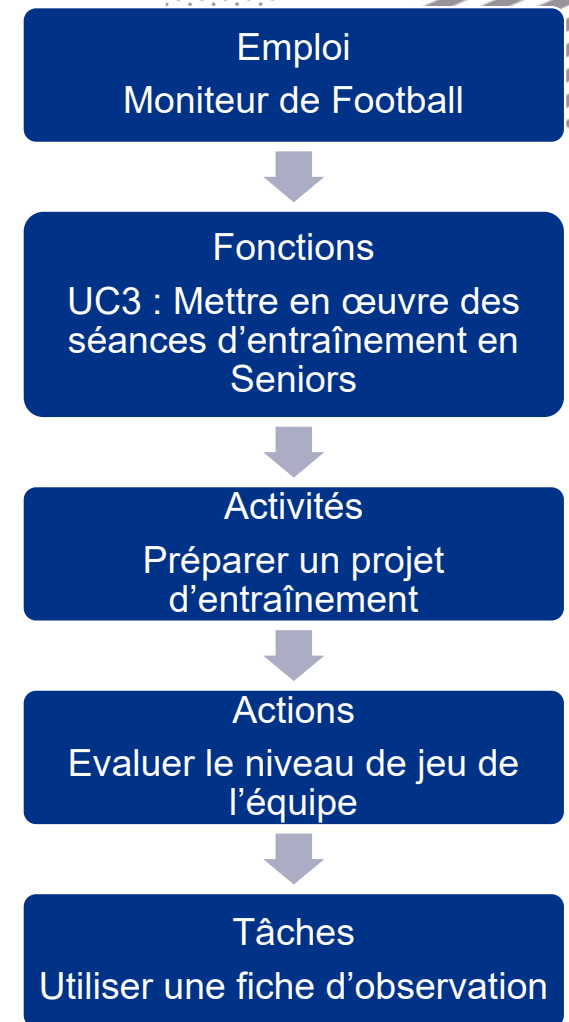 Emploi
Moniteur de Football
Fonctions
UC3 : Mettre en œuvre des
séances d’entraînement en
Seniors
Activités
Préparer un projet
d’entraînement
Actions
Evaluer le niveau de jeu de
l’équipe
Tâches
Utiliser une fiche d’observation